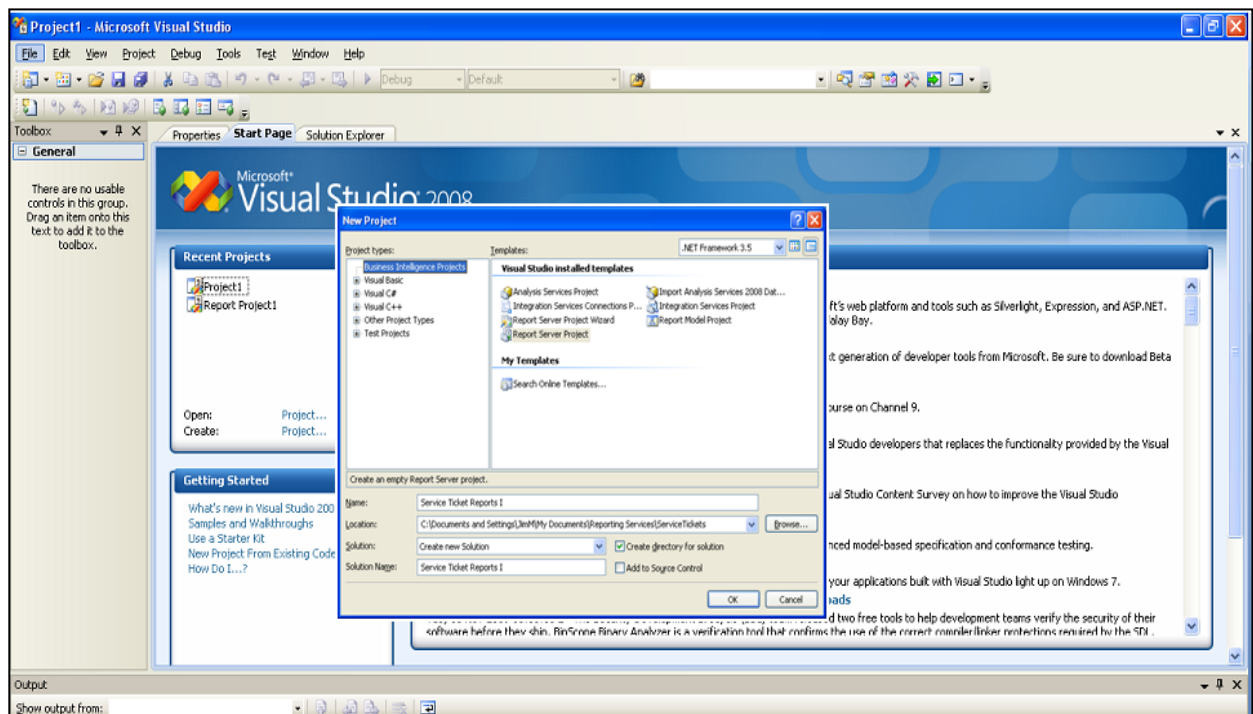 Project1 - Microsoft Visual Studio
File Edit View Project Debug Tools Test Window Help
Debug Default
Toolbox
Properties Start Page Solution Explorer
General
There are no usable
controls in this group.
Drag an item onto this
text to add it to the
toolbox.
Microsoft
Visual Studio 2008
Recent Projects
Project1
Report Project1
Open: Project...
Create: Project...
Getting Started
What's new in Visual Studio 200
Samples and Walkthroughs
Use a Starter Kit
New Project From Existing Code
How Do I...?
New Project
Project types:
Templates:
.NET Framework 3.5
Business Intelligence Projects
Visual Basic
Visual C#
Visual C++
Other Project Types
Test Projects
Visual Studio installed templates
Analysis Services Project
Import Analysis Services 2008 Dat...
Integration Services Connections P...
Integration Services Project
Report Server Project Wizard
Report Model Project
Report Server Project
My Templates
Search Online Templates...
Create an empty Report Server project.
Name: Service Ticket Reports I
Location: C:\Documents and Settings\JimM\My Documents\Reporting Services\ServiceTickets Browse...
Solution: Create new Solution Create directory for solution
Solution Name: Service Ticket Reports I Add to Source Control
OK Cancel
ft's web platform and tools such as Silverlight, Expression, and ASP.NET.
alay Bay.
xt generation of developer tools from Microsoft. Be sure to download Beta
ourse on Channel 9.
al Studio developers that replaces the functionality provided by the Visual
ual Studio Content Survey on how to improve the Visual Studio
nced model-based specification and conformance testing.
your applications built with Visual Studio light up on Windows 7.
oads
d two free tools to help development teams verify the security of their
software before they ship. BinScope Binary Analyzer is a verification tool that confirms the use of the correct compiler/linker protections required by the SDL.
Output
Show output from: